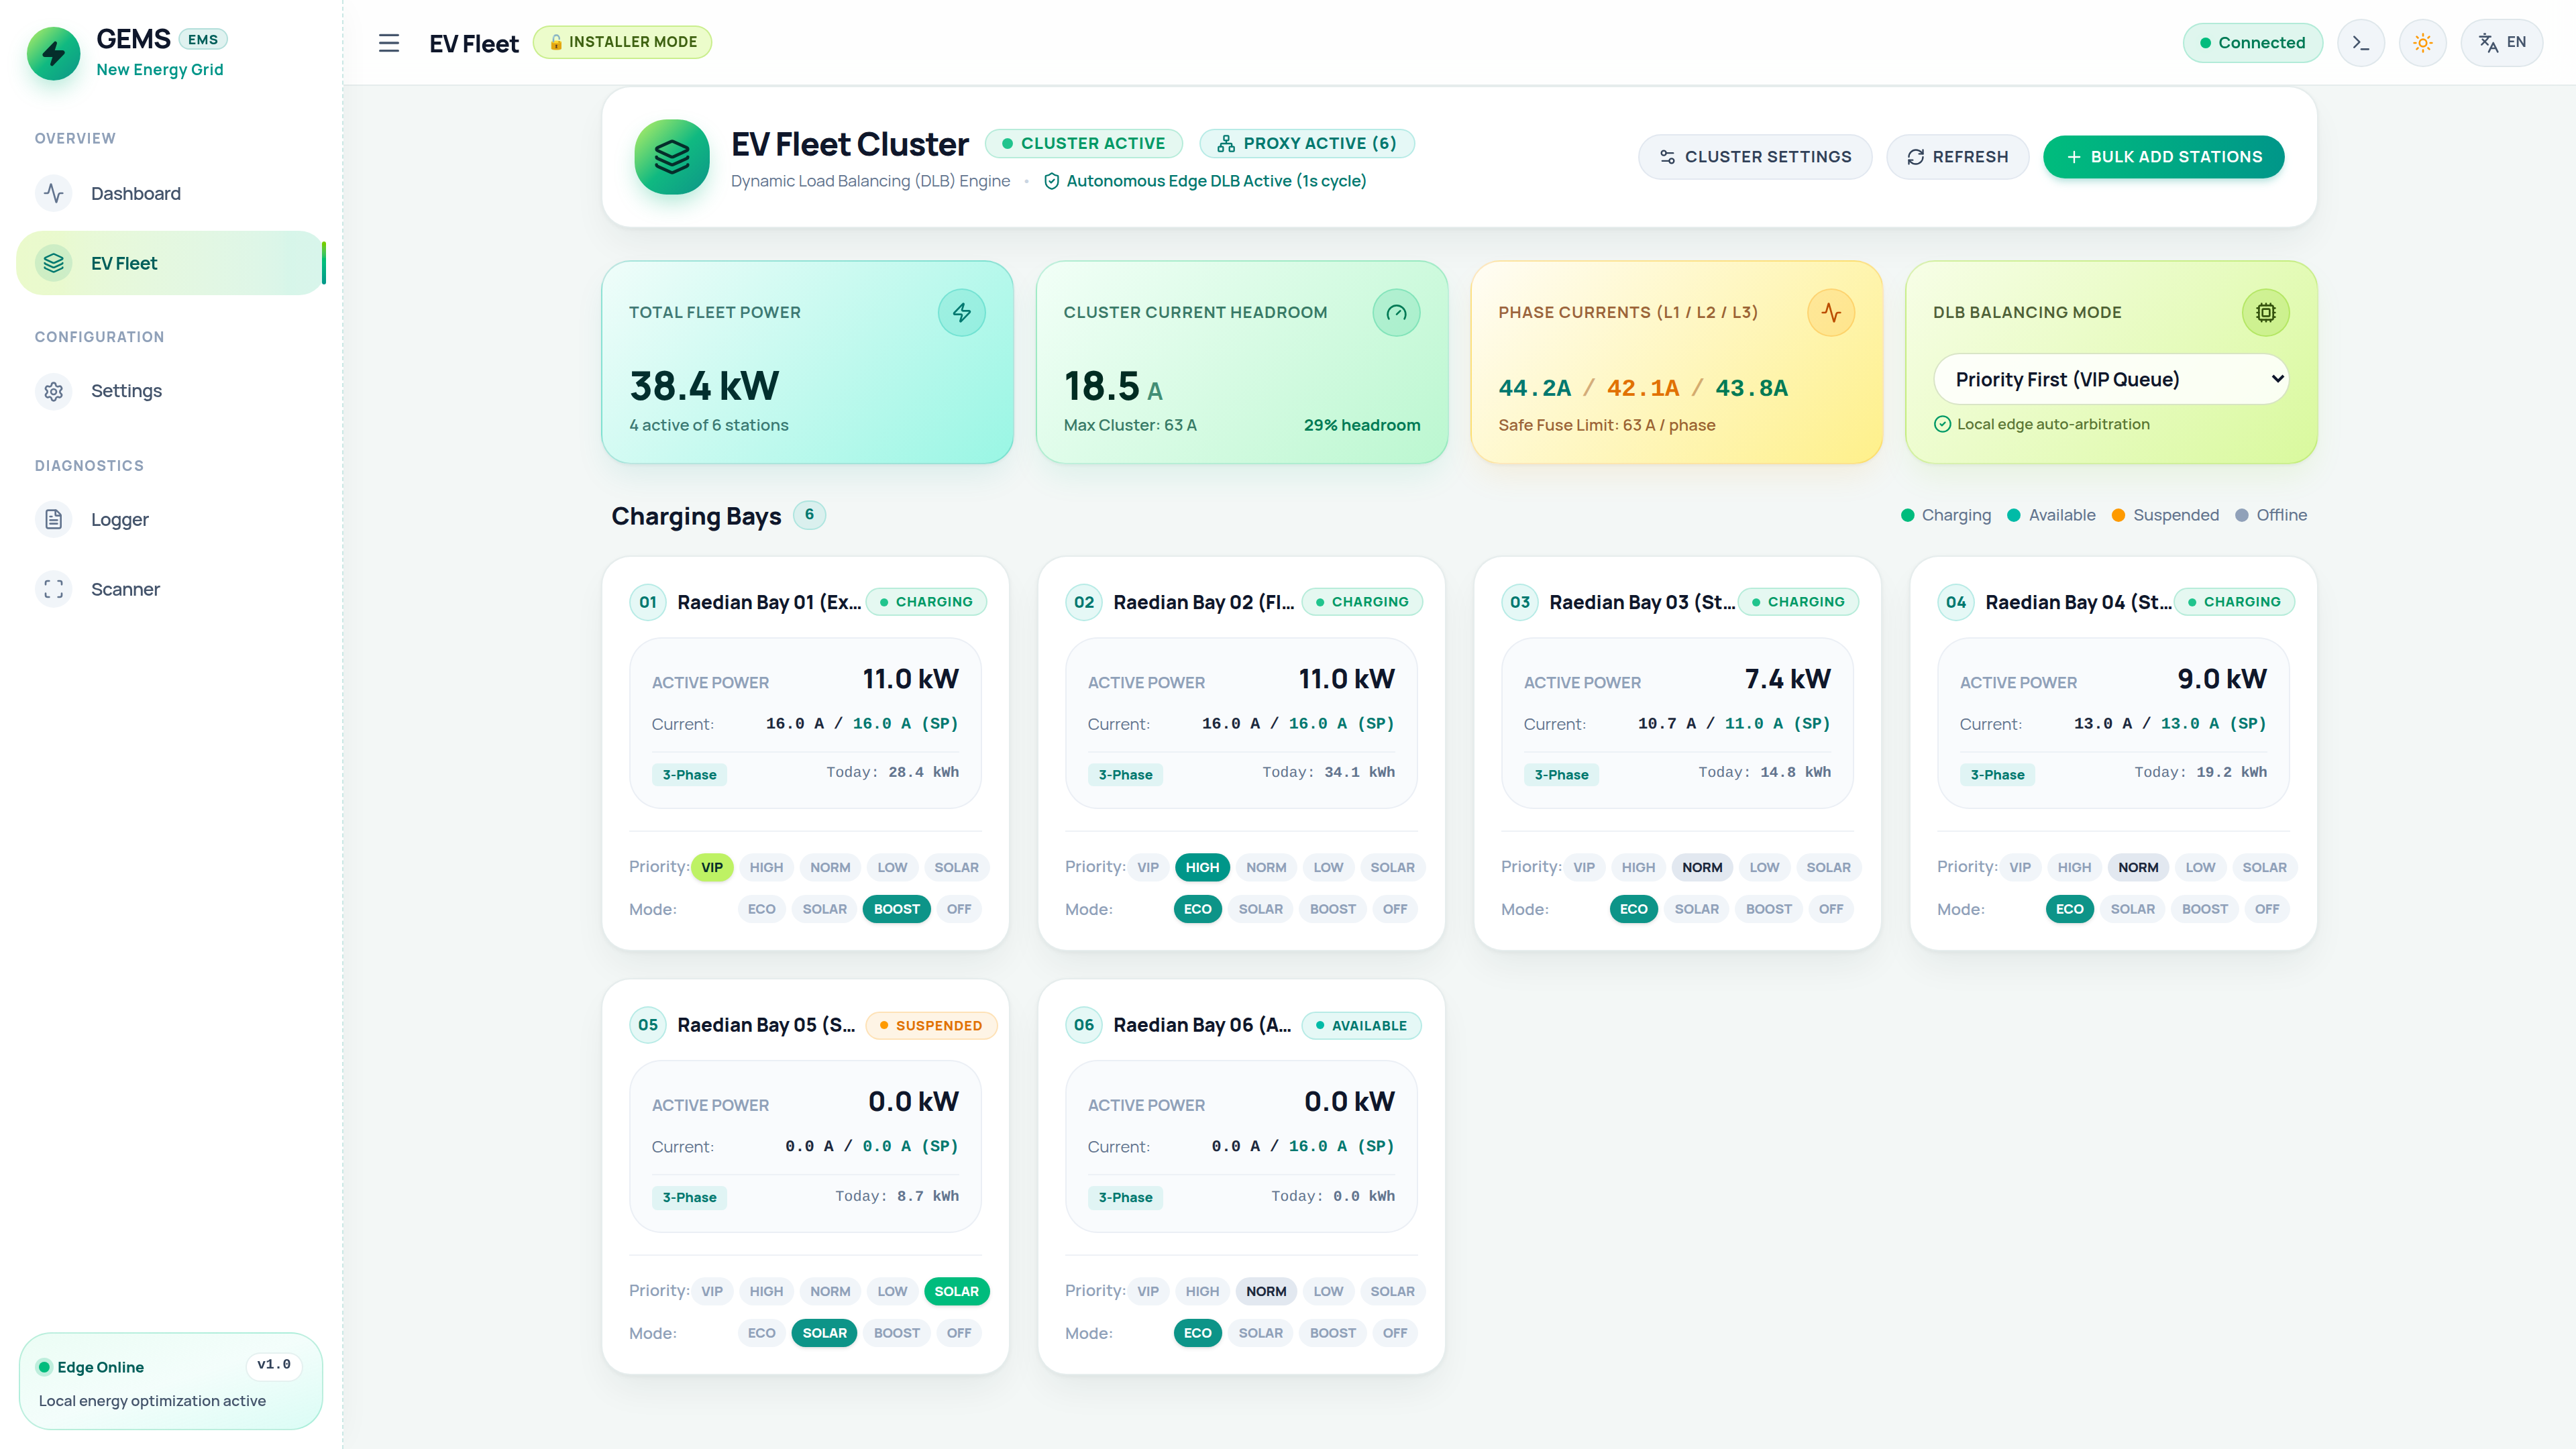 GEMS EMS
New Energy Grid
OVERVIEW
Dashboard
EV Fleet
CONFIGURATION
Settings
DIAGNOSTICS
Logger
Scanner
Edge Online v1.0
Local energy optimization active
EV Fleet 🔓 INSTALLER MODE
Connected EN
EV Fleet Cluster CLUSTER ACTIVE PROXY ACTIVE (6)
Dynamic Load Balancing (DLB) Engine • Autonomous Edge DLB Active (1s cycle)
CLUSTER SETTINGS REFRESH + BULK ADD STATIONS
TOTAL FLEET POWER
38.4 kW
4 active of 6 stations
CLUSTER CURRENT HEADROOM
18.5 A
Max Cluster: 63 A 29% headroom
PHASE CURRENTS (L1 / L2 / L3)
44.2A / 42.1A / 43.8A
Safe Fuse Limit: 63 A / phase
DLB BALANCING MODE
Priority First (VIP Queue)
Local edge auto-arbitration
Charging Bays 6
Charging Available Suspended Offline
01 Raedian Bay 01 (Ex... CHARGING
ACTIVE POWER 11.0 kW
Current: 16.0 A / 16.0 A (SP)
3-Phase Today: 28.4 kWh
Priority: VIP HIGH NORM LOW SOLAR
Mode: ECO SOLAR BOOST OFF
02 Raedian Bay 02 (Fl... CHARGING
ACTIVE POWER 11.0 kW
Current: 16.0 A / 16.0 A (SP)
3-Phase Today: 34.1 kWh
Priority: VIP HIGH NORM LOW SOLAR
Mode: ECO SOLAR BOOST OFF
03 Raedian Bay 03 (St... CHARGING
ACTIVE POWER 7.4 kW
Current: 10.7 A / 11.0 A (SP)
3-Phase Today: 14.8 kWh
Priority: VIP HIGH NORM LOW SOLAR
Mode: ECO SOLAR BOOST OFF
04 Raedian Bay 04 (St... CHARGING
ACTIVE POWER 9.0 kW
Current: 13.0 A / 13.0 A (SP)
3-Phase Today: 19.2 kWh
Priority: VIP HIGH NORM LOW SOLAR
Mode: ECO SOLAR BOOST OFF
05 Raedian Bay 05 (S... SUSPENDED
ACTIVE POWER 0.0 kW
Current: 0.0 A / 0.0 A (SP)
3-Phase Today: 8.7 kWh
Priority: VIP HIGH NORM LOW SOLAR
Mode: ECO SOLAR BOOST OFF
06 Raedian Bay 06 (A... AVAILABLE
ACTIVE POWER 0.0 kW
Current: 0.0 A / 16.0 A (SP)
3-Phase Today: 0.0 kWh
Priority: VIP HIGH NORM LOW SOLAR
Mode: ECO SOLAR BOOST OFF